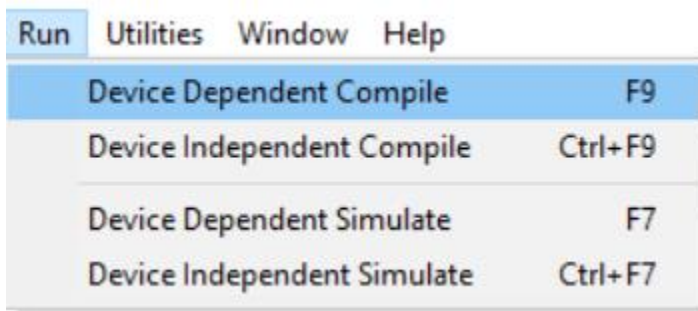 Run Utilities Window Help
Device Dependent Compile F9
Device Independent Compile Ctrl+F9
Device Dependent Simulate F7
Device Independent Simulate Ctrl+F7